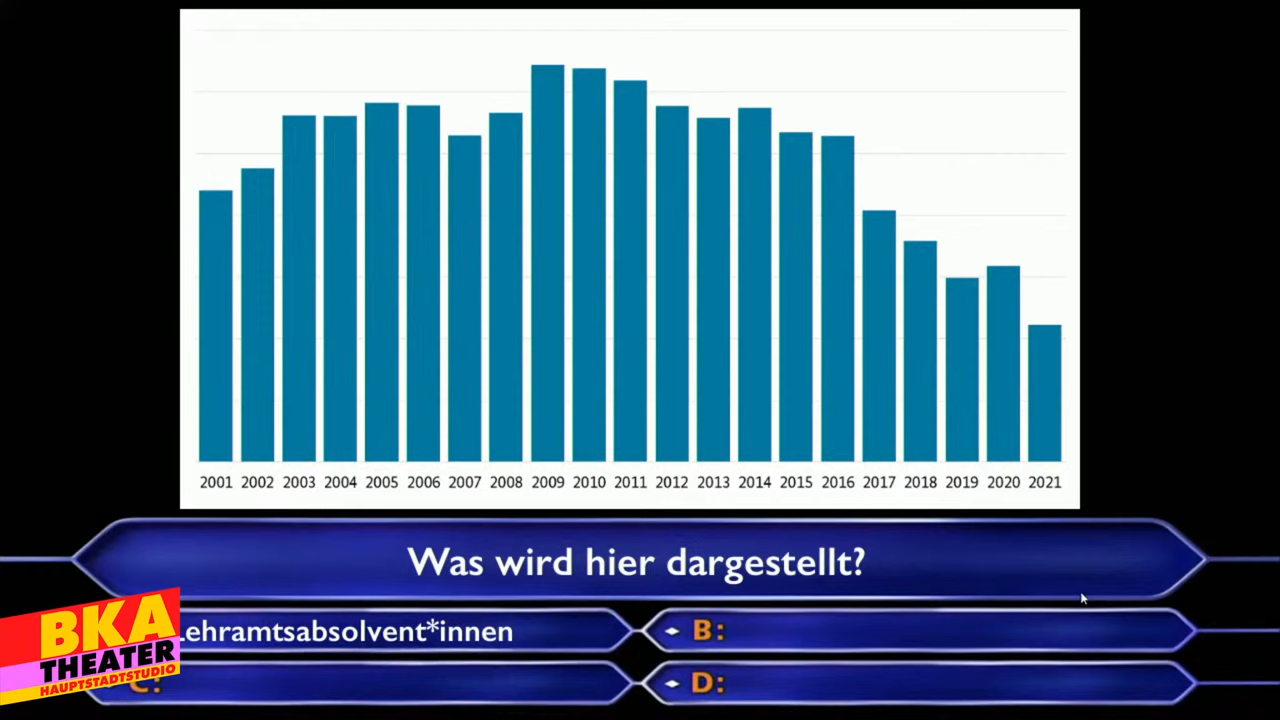 2001 2002 2003 2004 2005 2006 2007 2008 2009 2010 2011 2012 2013 2014 2015 2016 2017 2018 2019 2020 2021
Was wird hier dargestellt?
Lehramtsabsolvent*innen
B:
C:
D:
BKA
THEATER
HAUPTSTADTSTUDIO